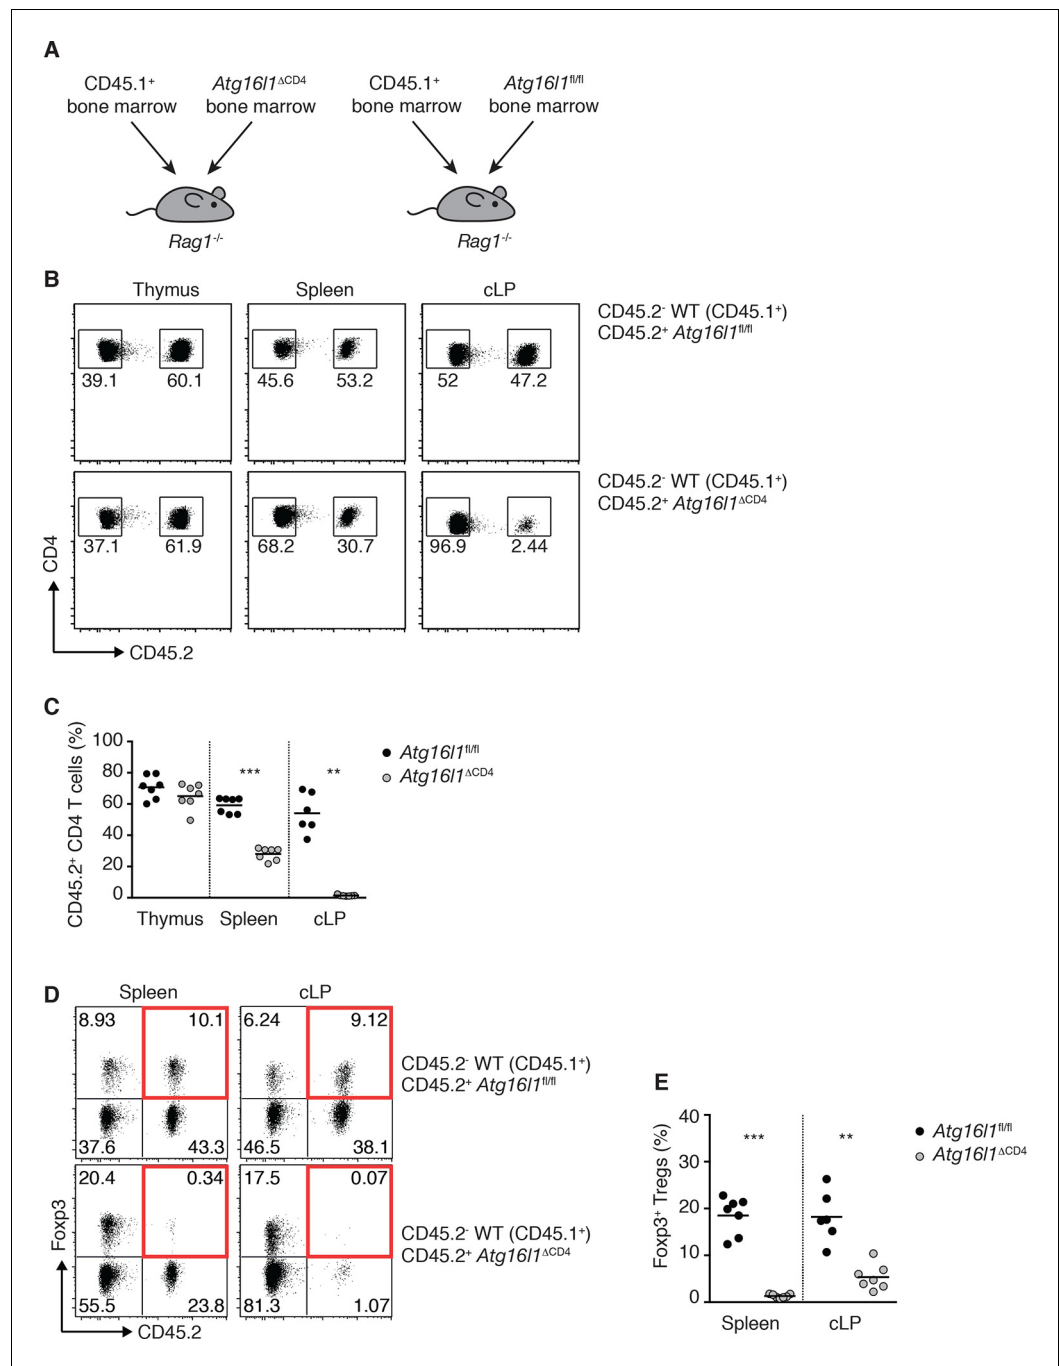 A
CD45.1⁺ bone marrow
Atg16l1ΔCD4 bone marrow
CD45.1⁺ bone marrow
Atg16l1fl/fl bone marrow
Rag1-/-
Rag1-/-
B
Thymus Spleen cLP
CD45.2⁻ WT (CD45.1⁺)
CD45.2⁺ Atg16l1fl/fl
39.1 60.1 45.6 53.2 52 47.2
CD45.2⁻ WT (CD45.1⁺)
CD45.2⁺ Atg16l1ΔCD4
37.1 61.9 68.2 30.7 96.9 2.44
CD4
CD45.2
C
CD45.2⁺ CD4 T cells (%)
100
80
60
40
20
0
*** **
Atg16l1fl/fl
Atg16l1ΔCD4
Thymus Spleen cLP
D
Spleen cLP
8.93 10.1 6.24 9.12
CD45.2⁻ WT (CD45.1⁺)
CD45.2⁺ Atg16l1fl/fl
37.6 43.3 46.5 38.1
20.4 0.34 17.5 0.07
CD45.2⁻ WT (CD45.1⁺)
CD45.2⁺ Atg16l1ΔCD4
55.5 23.8 81.3 1.07
Foxp3
CD45.2
E
Foxp3⁺ Tregs (%)
40
30
20
10
0
*** **
Atg16l1fl/fl
Atg16l1ΔCD4
Spleen cLP